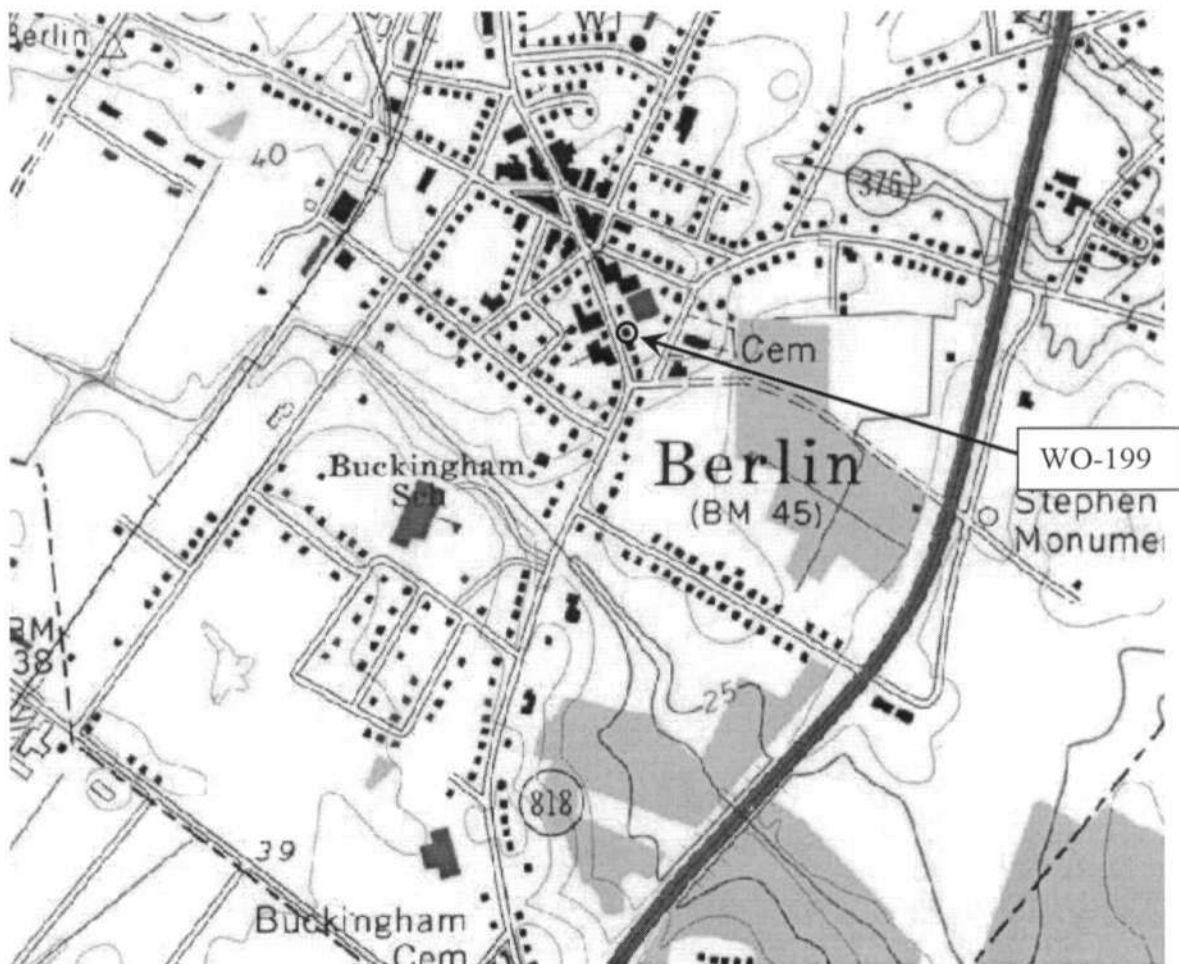 Berlin
WT
40
376
Cem
WO-199
Berlin
(BM 45)
Buckingham
Sch
Stephen
Monume
BM
38
25
818
39
Buckingham
Cem